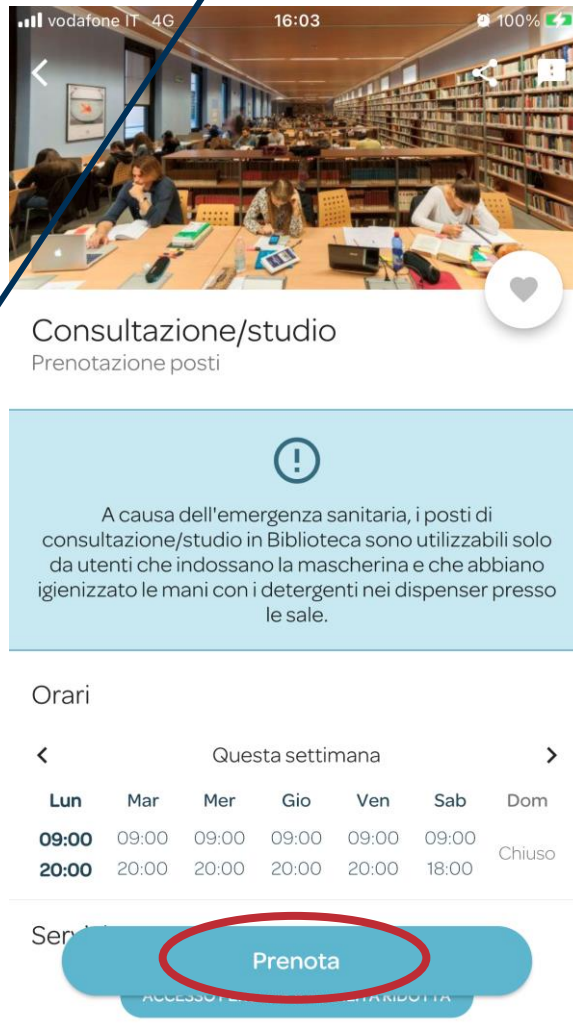 vodafone IT 4G 16:03 100%
Consultazione/studio
Prenotazione posti
A causa dell'emergenza sanitaria, i posti di
consultazione/studio in Biblioteca sono utilizzabili solo
da utenti che indossano la mascherina e che abbiano
igienizzato le mani con i detergenti nei dispenser presso
le sale.
Orari
Questa settimana
Lun Mar Mer Gio Ven Sab Dom
09:00 09:00 09:00 09:00 09:00 09:00 Chiuso
20:00 20:00 20:00 20:00 20:00 18:00
Prenota